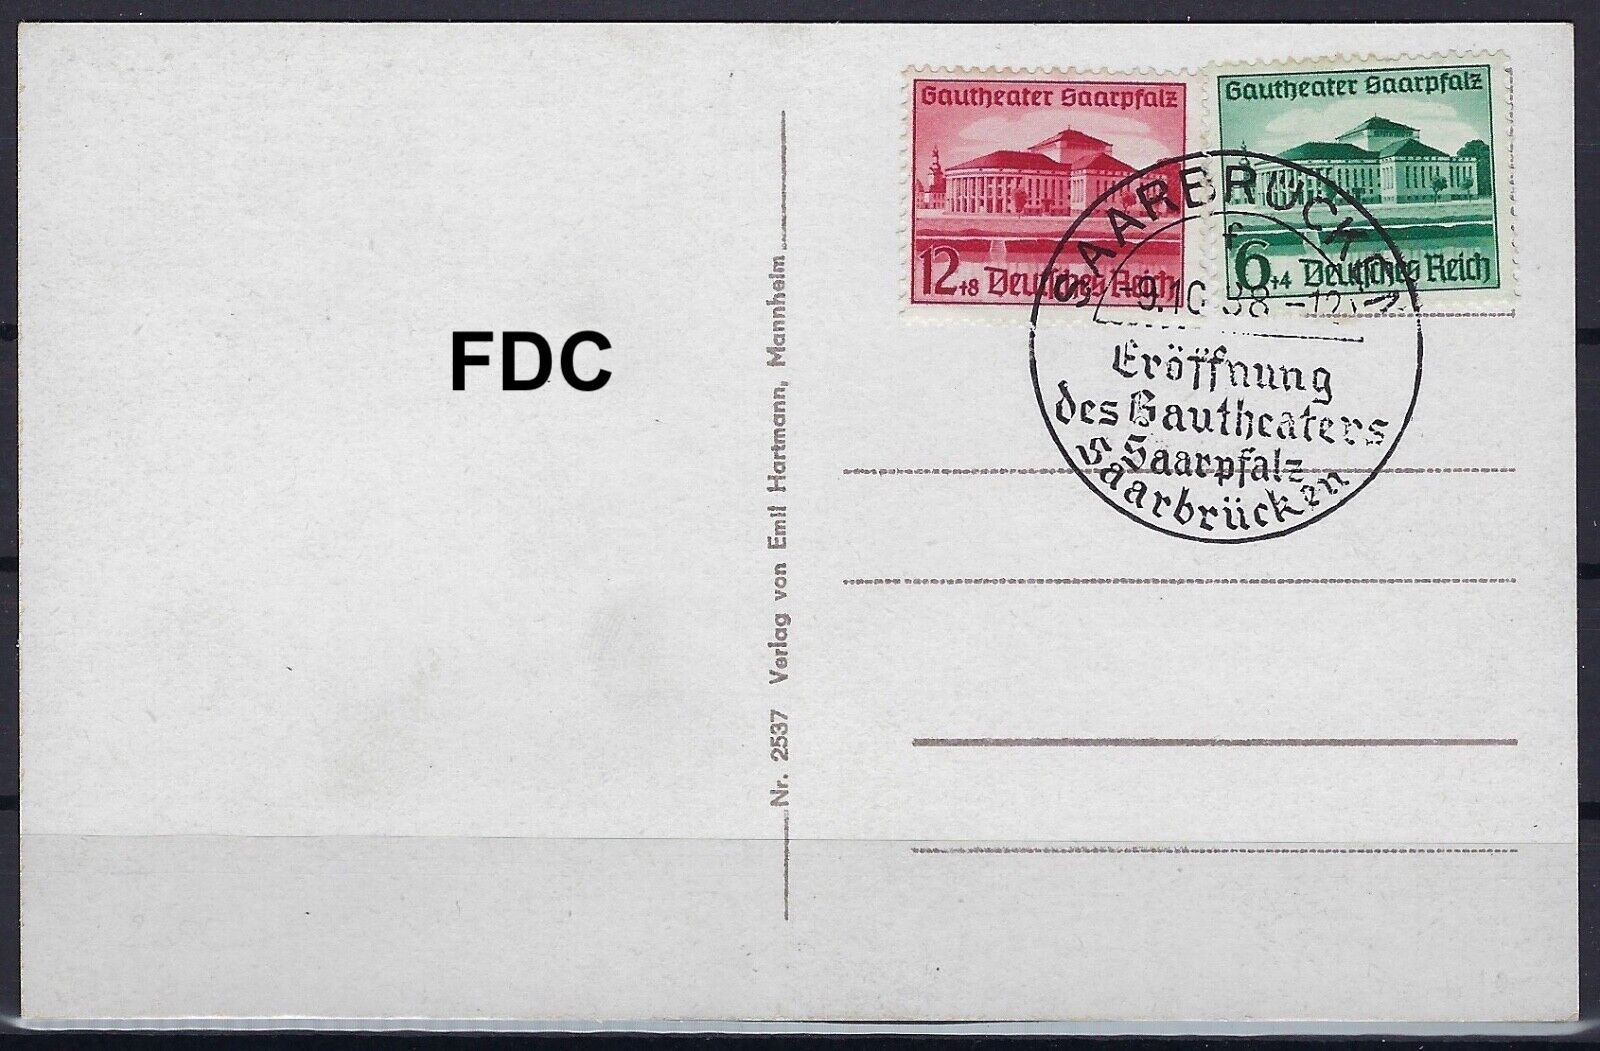 FDC
Nr. 2537 Verlag von Emil Hartmann, Mannheim
Gautheater Saarpfalz
12+8 Deutsches Reich
Gautheater Saarpfalz
6+4 Deutsches Reich
SAARBRÜCKEN
f
-9.10.38-12
Eröffnung
des Gautheaters
Saarpfalz
Saarbrücken